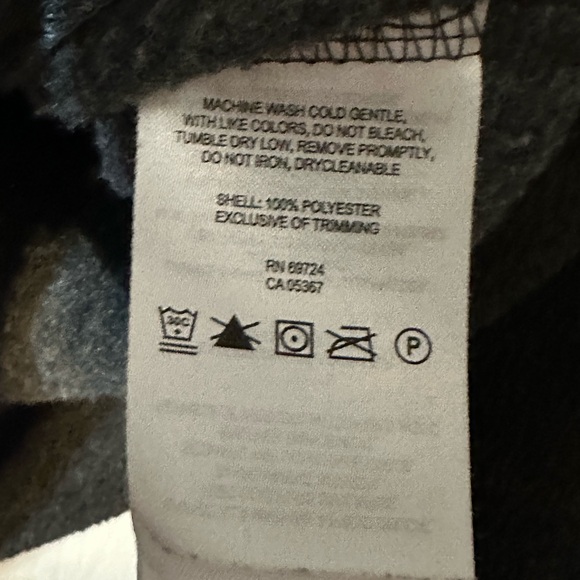 MACHINE WASH COLD GENTLE,
WITH LIKE COLORS, DO NOT BLEACH,
TUMBLE DRY LOW, REMOVE PROMPTLY,
DO NOT IRON, DRYCLEANABLE
SHELL: 100% POLYESTER
EXCLUSIVE OF TRIMMING
RN 69724
CA 05367
30C
P